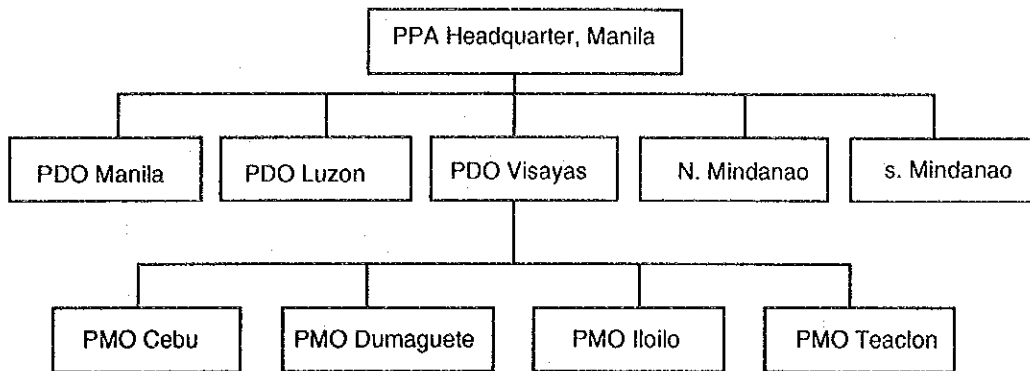 PPA Headquarter, Manila
PDO Manila
PDO Luzon
PDO Visayas
N. Mindanao
s. Mindanao
PMO Cebu
PMO Dumaguete
PMO Iloilo
PMO Teaclon